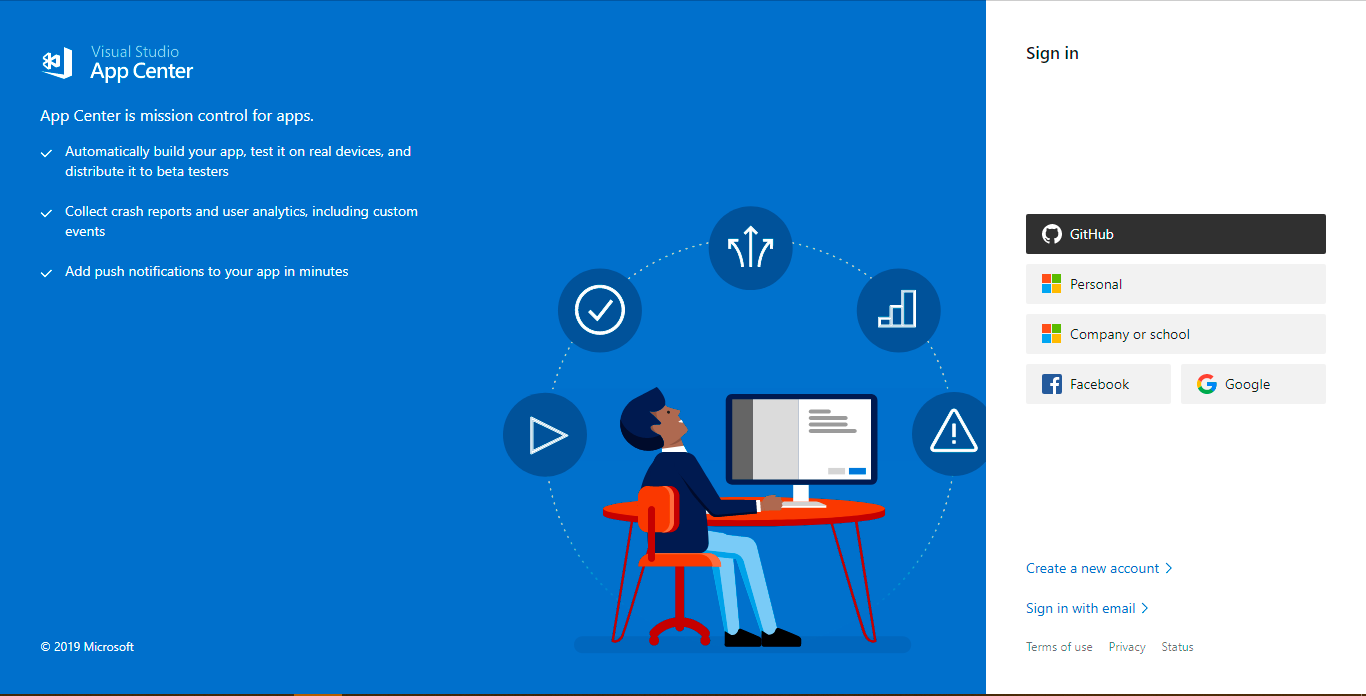 Visual Studio
App Center
App Center is mission control for apps.
Automatically build your app, test it on real devices, and
distribute it to beta testers
Collect crash reports and user analytics, including custom
events
Add push notifications to your app in minutes
© 2019 Microsoft
Sign in
GitHub
Personal
Company or school
Facebook
Google
Create a new account
Sign in with email
Terms of use Privacy Status